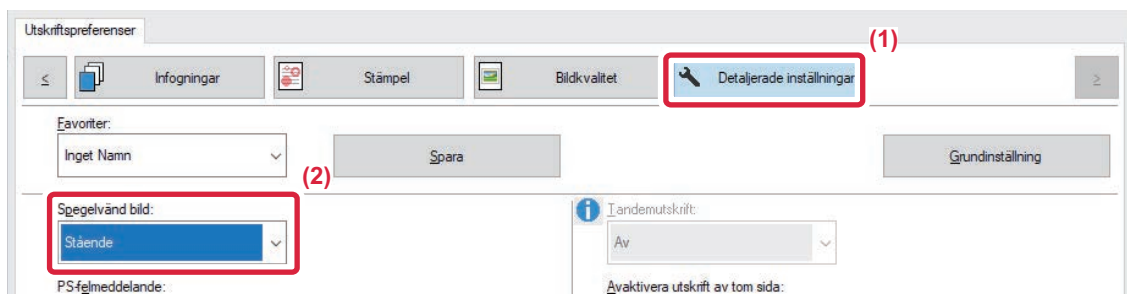 Utskriftspreferenser
(1)
< Infogningar Stämpel Bildkvalitet Detaljerade inställningar >
Favoriter:
Inget Namn Spara Grundinställning
(2)
Spegelvänd bild: Tandemutskrift:
Stående Av
PS-felmeddelande: Avaktivera utskrift av tom sida: